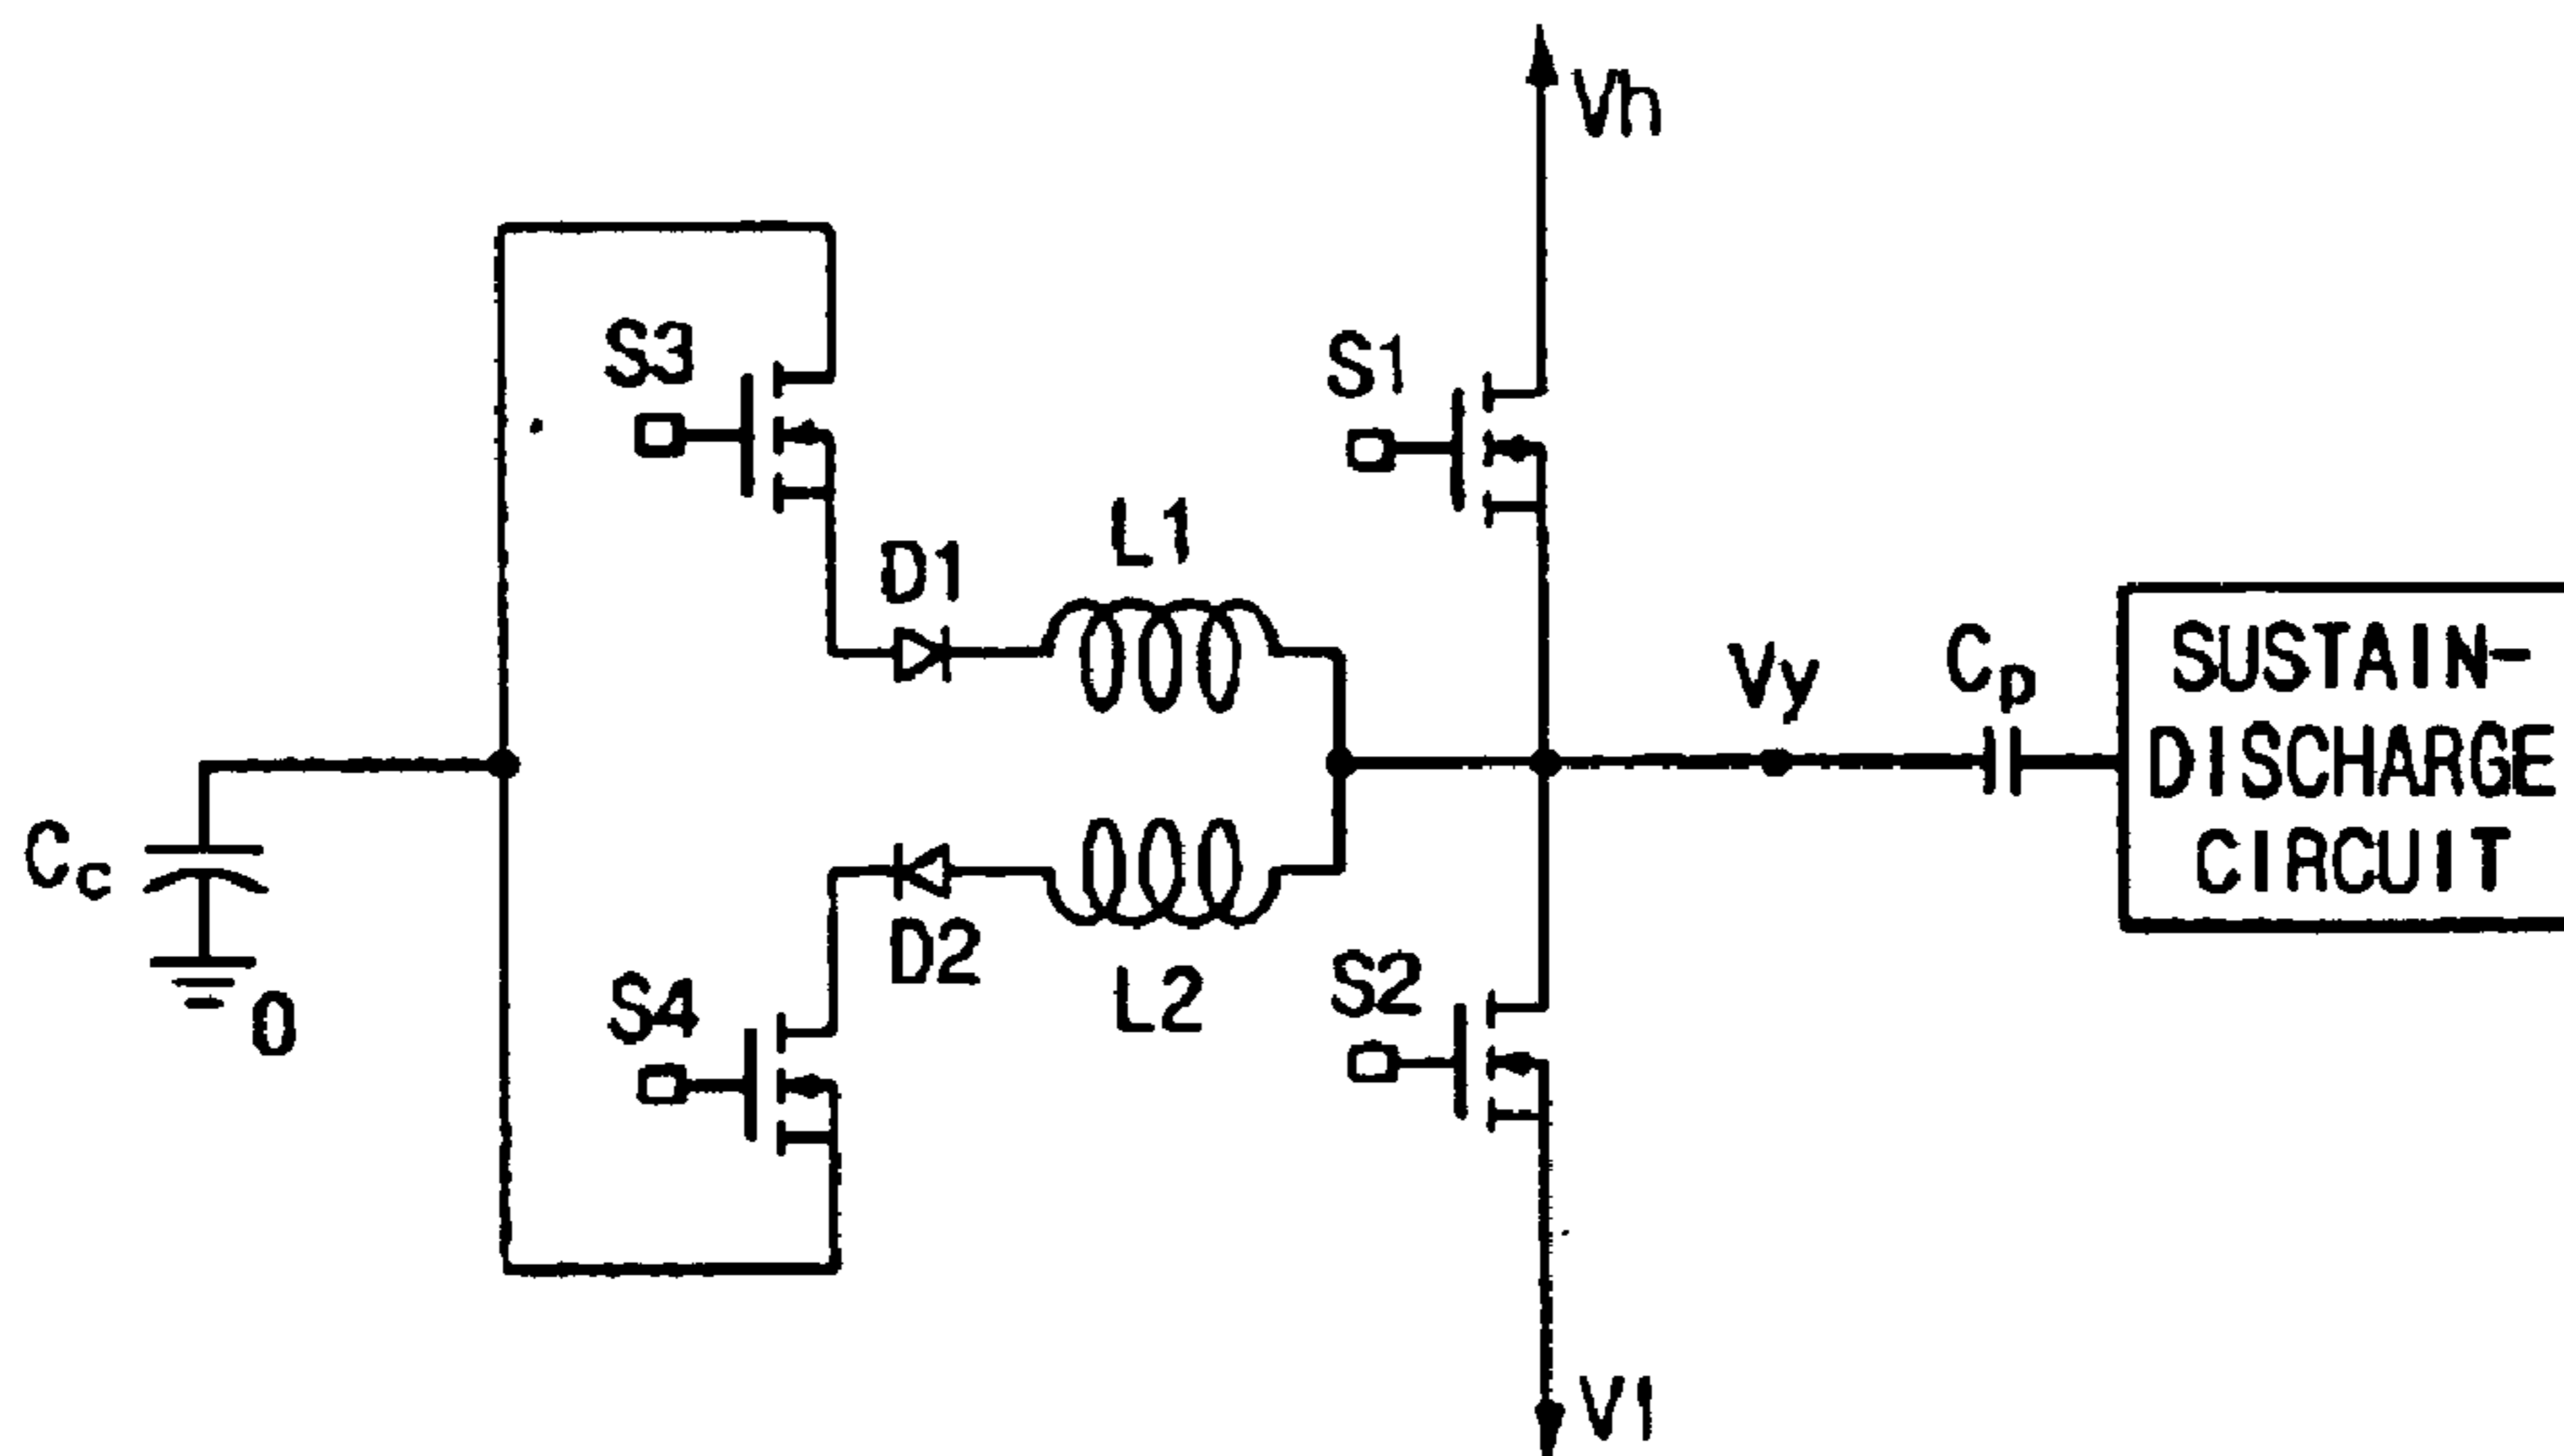 Vh
S3
S1
D1
L1
Vy
Cp
SUSTAIN-
DISCHARGE
CIRCUIT
Cc
0
D2
L2
S4
S2
Vl